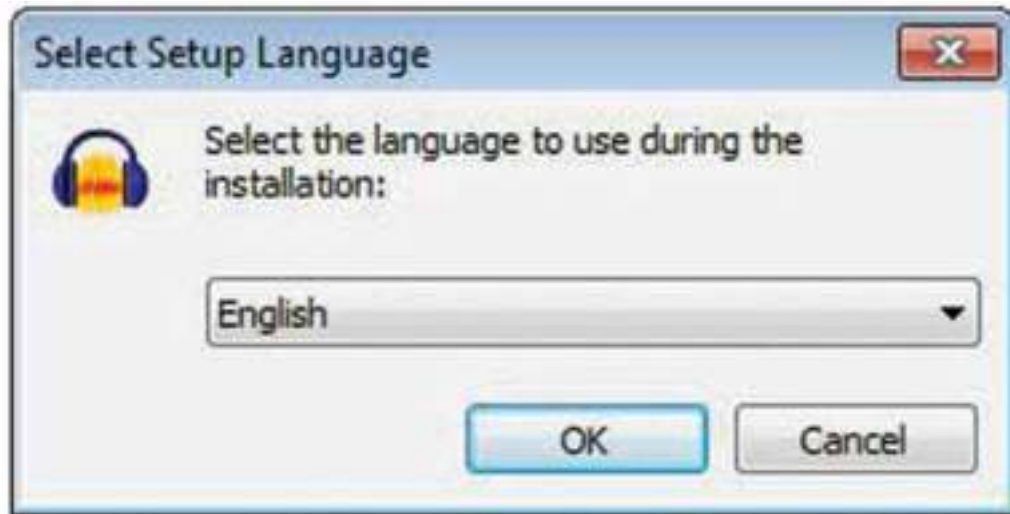 Select Setup Language
Select the language to use during the
installation:
English
OK
Cancel